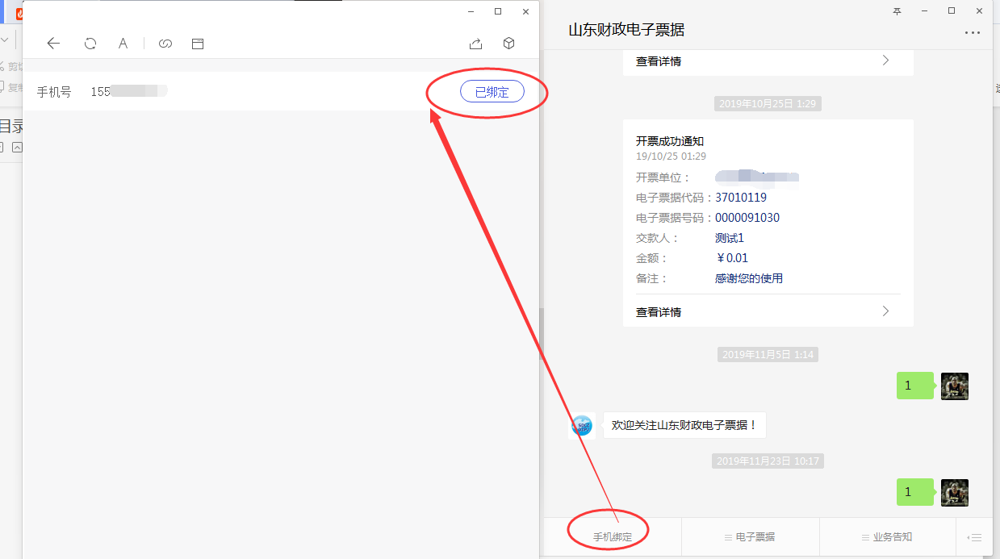 剪切
复制
目录
A
手机号 155
已绑定
山东财政电子票据
查看详情
2019年10月25日 1:29
开票成功通知
19/10/25 01:29
开票单位：
电子票据代码：37010119
电子票据号码：0000091030
交款人： 测试1
金额： ￥0.01
备注： 感谢您的使用
查看详情
2019年11月5日 1:14
1
欢迎关注山东财政电子票据！
2019年11月23日 10:17
1
手机绑定
电子票据
业务告知